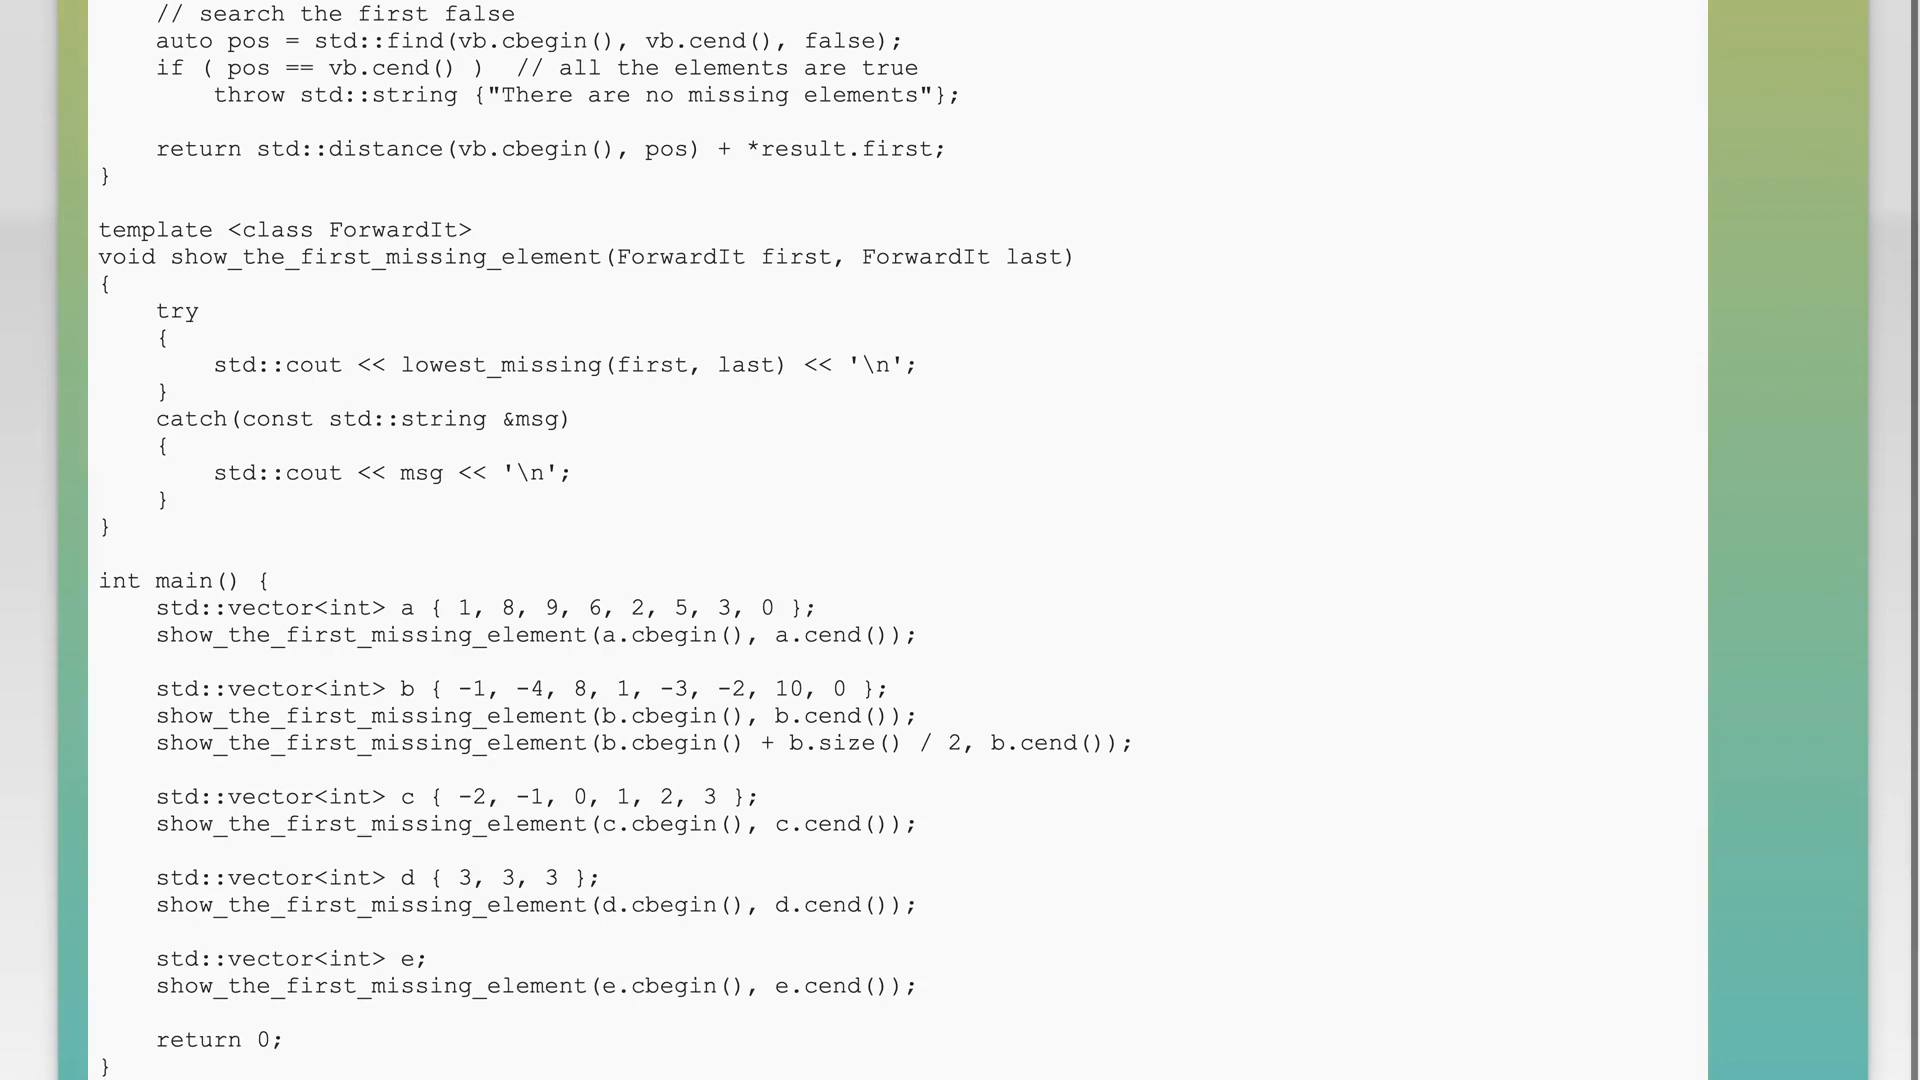 // search the first false
    auto pos = std::find(vb.cbegin(), vb.cend(), false);
    if ( pos == vb.cend() )  // all the elements are true
        throw std::string {"There are no missing elements"};

    return std::distance(vb.cbegin(), pos) + *result.first;
}

template <class ForwardIt>
void show_the_first_missing_element(ForwardIt first, ForwardIt last)
{
    try
    {
        std::cout << lowest_missing(first, last) << '\n';
    }
    catch(const std::string &msg)
    {
        std::cout << msg << '\n';
    }
}

int main() {
    std::vector<int> a { 1, 8, 9, 6, 2, 5, 3, 0 };
    show_the_first_missing_element(a.cbegin(), a.cend());

    std::vector<int> b { -1, -4, 8, 1, -3, -2, 10, 0 };
    show_the_first_missing_element(b.cbegin(), b.cend());
    show_the_first_missing_element(b.cbegin() + b.size() / 2, b.cend());

    std::vector<int> c { -2, -1, 0, 1, 2, 3 };
    show_the_first_missing_element(c.cbegin(), c.cend());

    std::vector<int> d { 3, 3, 3 };
    show_the_first_missing_element(d.cbegin(), d.cend());

    std::vector<int> e;
    show_the_first_missing_element(e.cbegin(), e.cend());

    return 0;
}